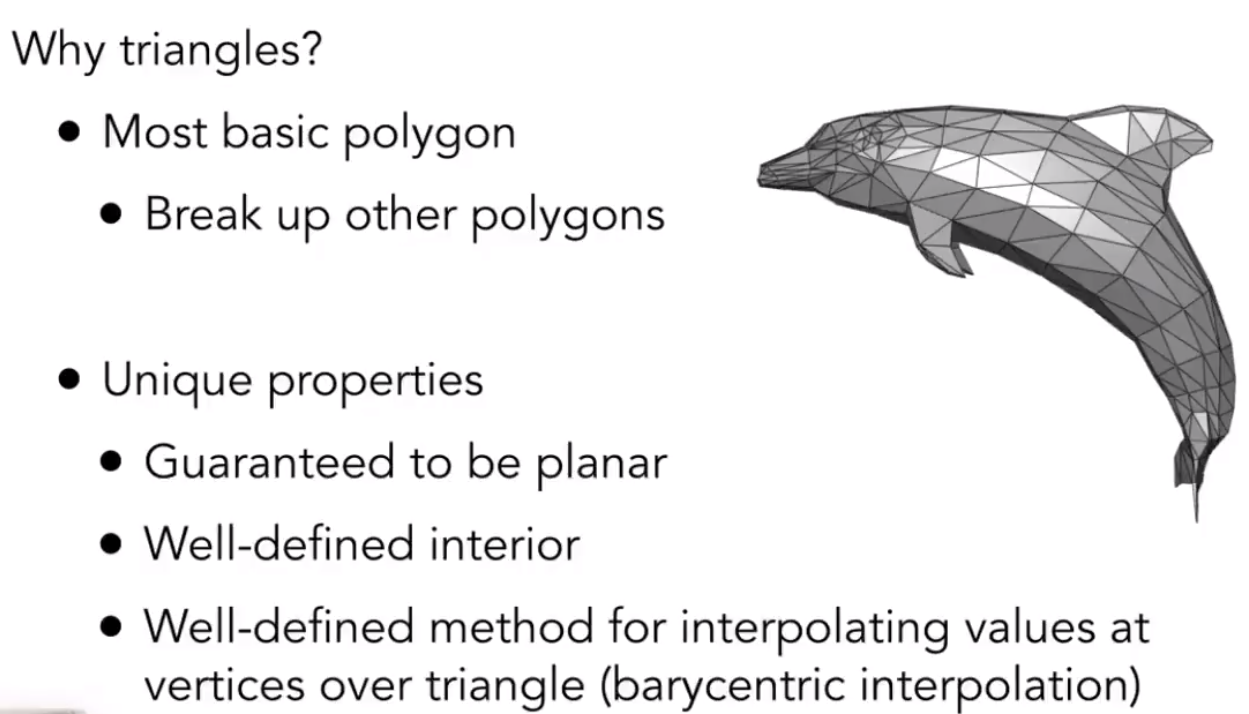 Why triangles?
● Most basic polygon
● Break up other polygons
● Unique properties
● Guaranteed to be planar
● Well-defined interior
● Well-defined method for interpolating values at
vertices over triangle (barycentric interpolation)